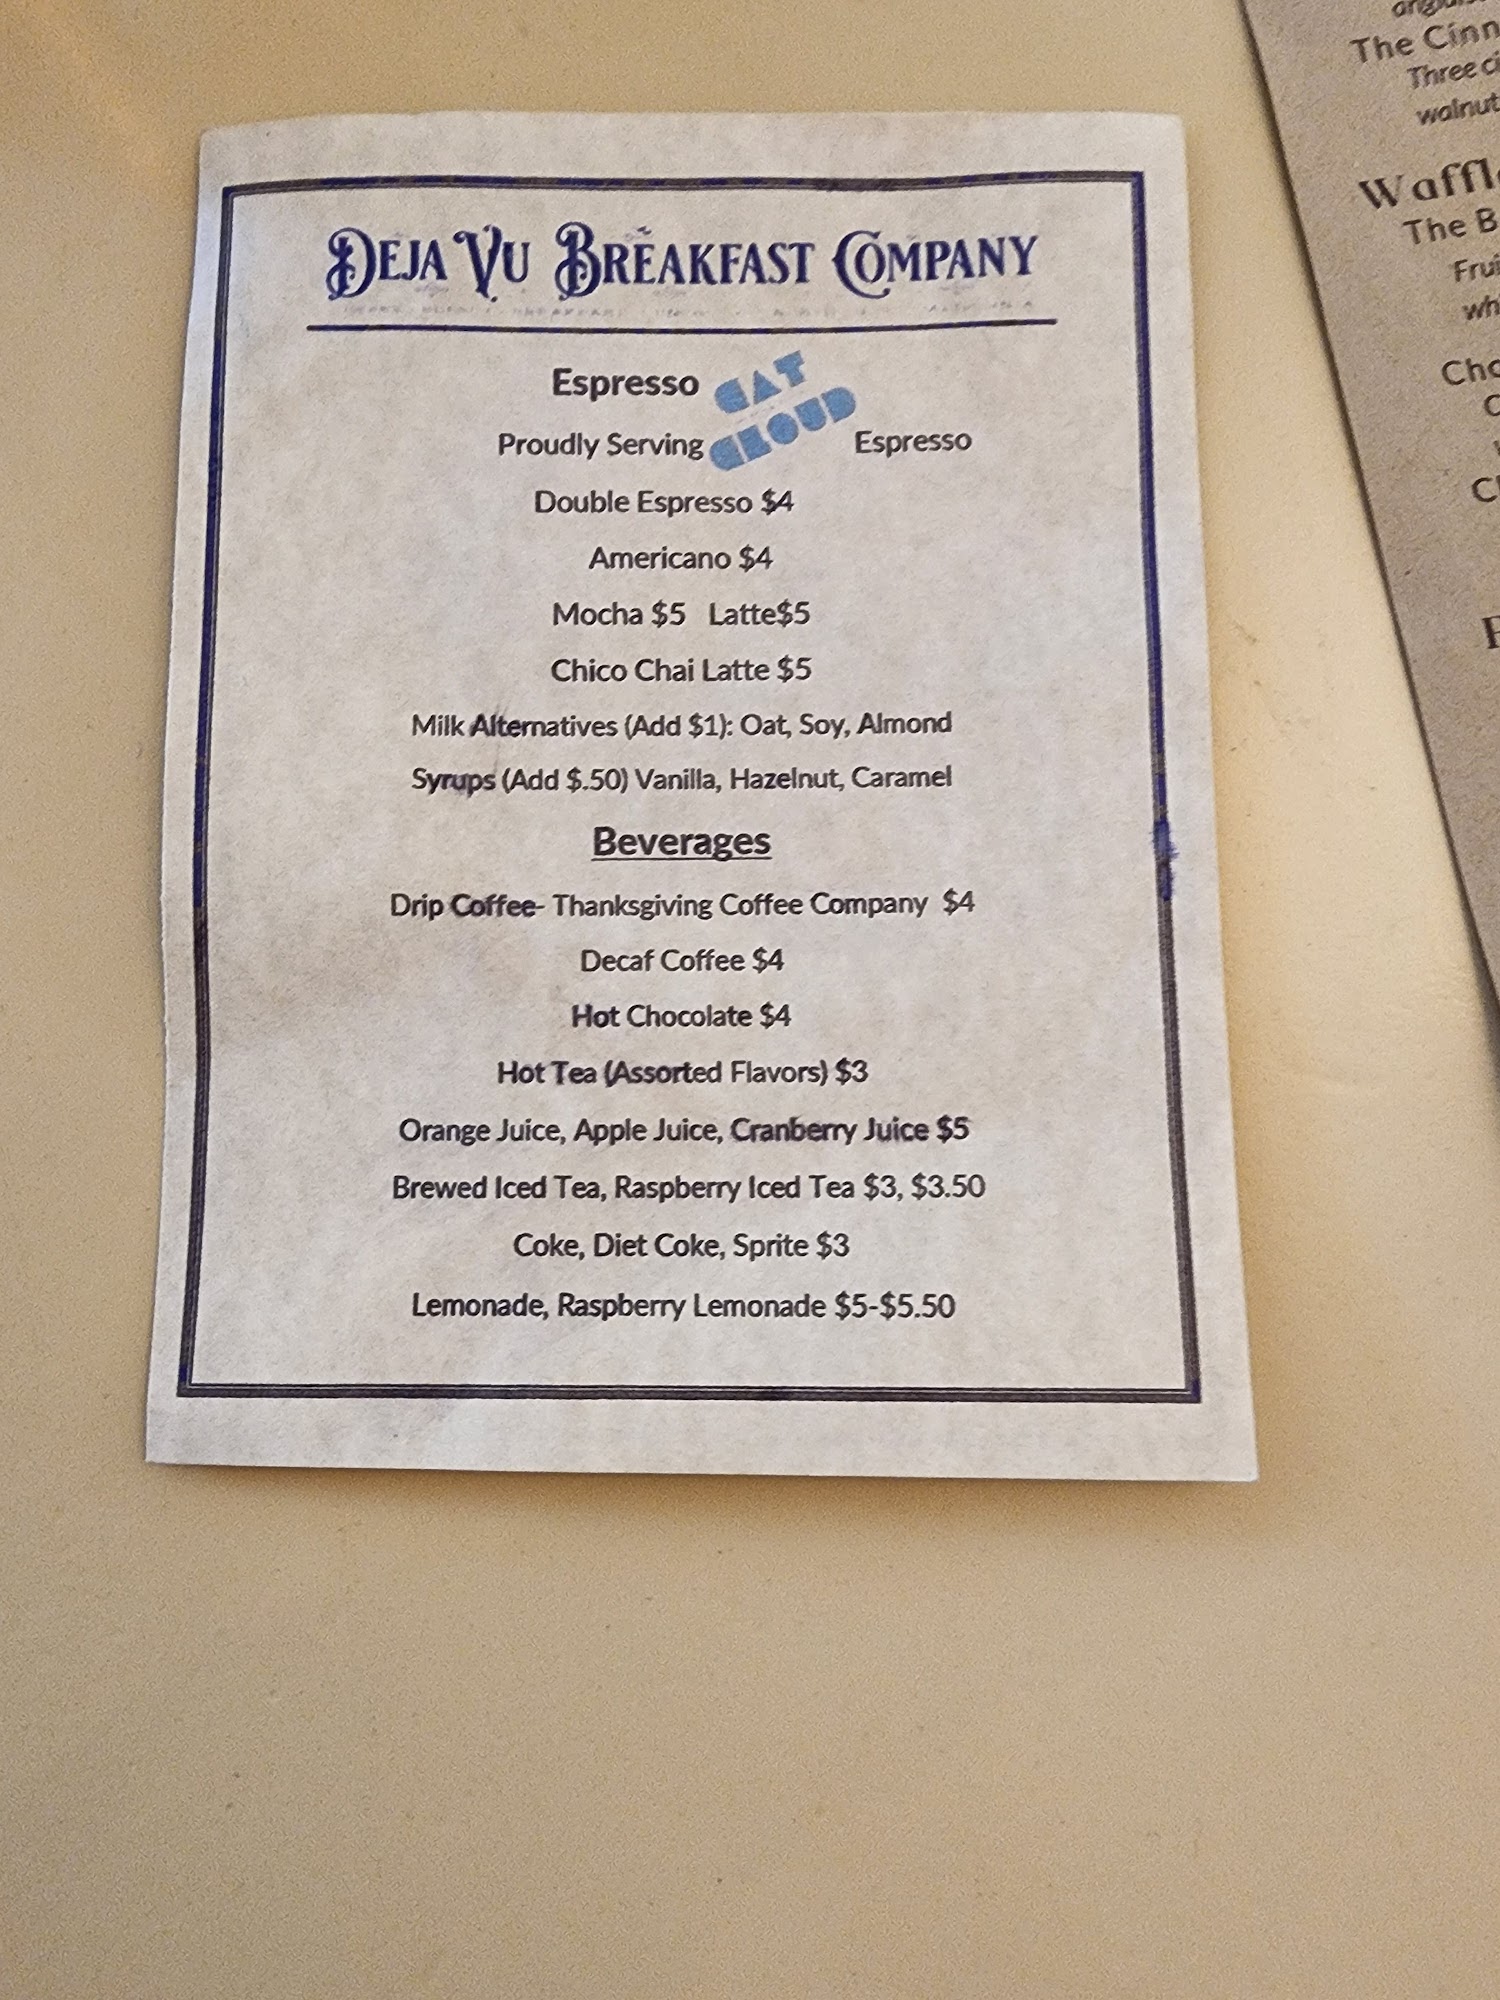 DEJA VU BREAKFAST COMPANY
Espresso
CAT
CLOUD
Proudly Serving Espresso
Double Espresso $4
Americano $4
Mocha $5 Latte$5
Chico Chai Latte $5
Milk Alternatives (Add $1): Oat, Soy, Almond
Syrups (Add $.50) Vanilla, Hazelnut, Caramel
Beverages
Drip Coffee- Thanksgiving Coffee Company $4
Decaf Coffee $4
Hot Chocolate $4
Hot Tea (Assorted Flavors) $3
Orange Juice, Apple Juice, Cranberry Juice $5
Brewed Iced Tea, Raspberry Iced Tea $3, $3.50
Coke, Diet Coke, Sprite $3
Lemonade, Raspberry Lemonade $5-$5.50
The
Three
The B